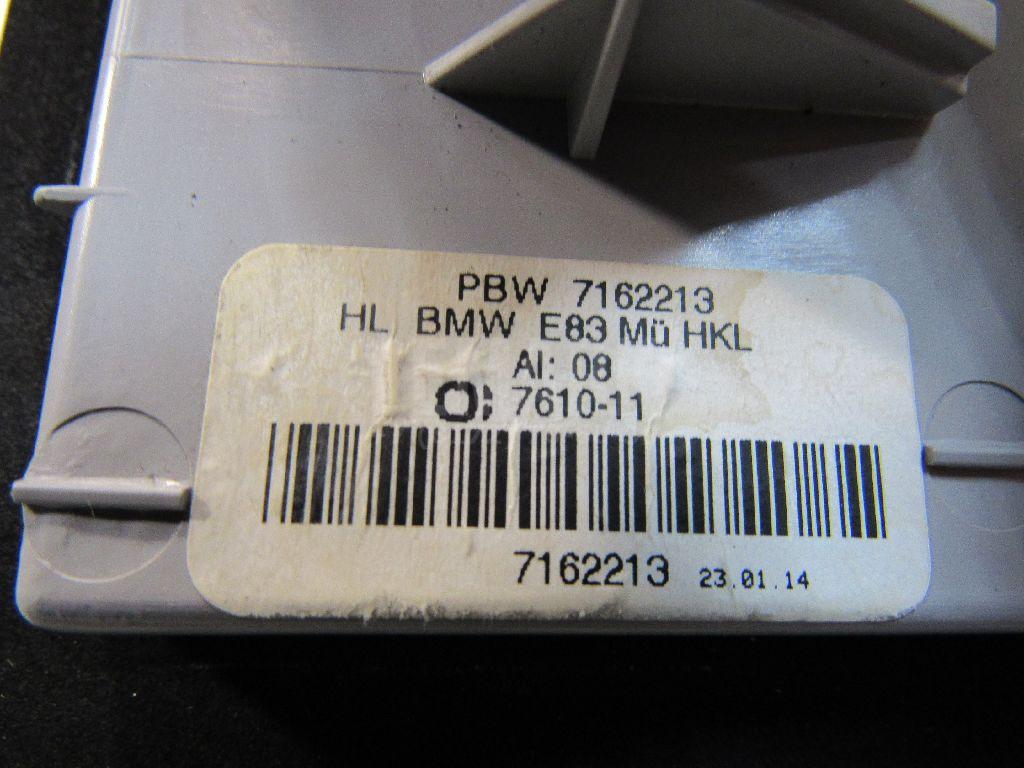 PBW 7162213
HL BMW E83 Mü HKL
AI: 08
7610-11
7162213 23.01.14